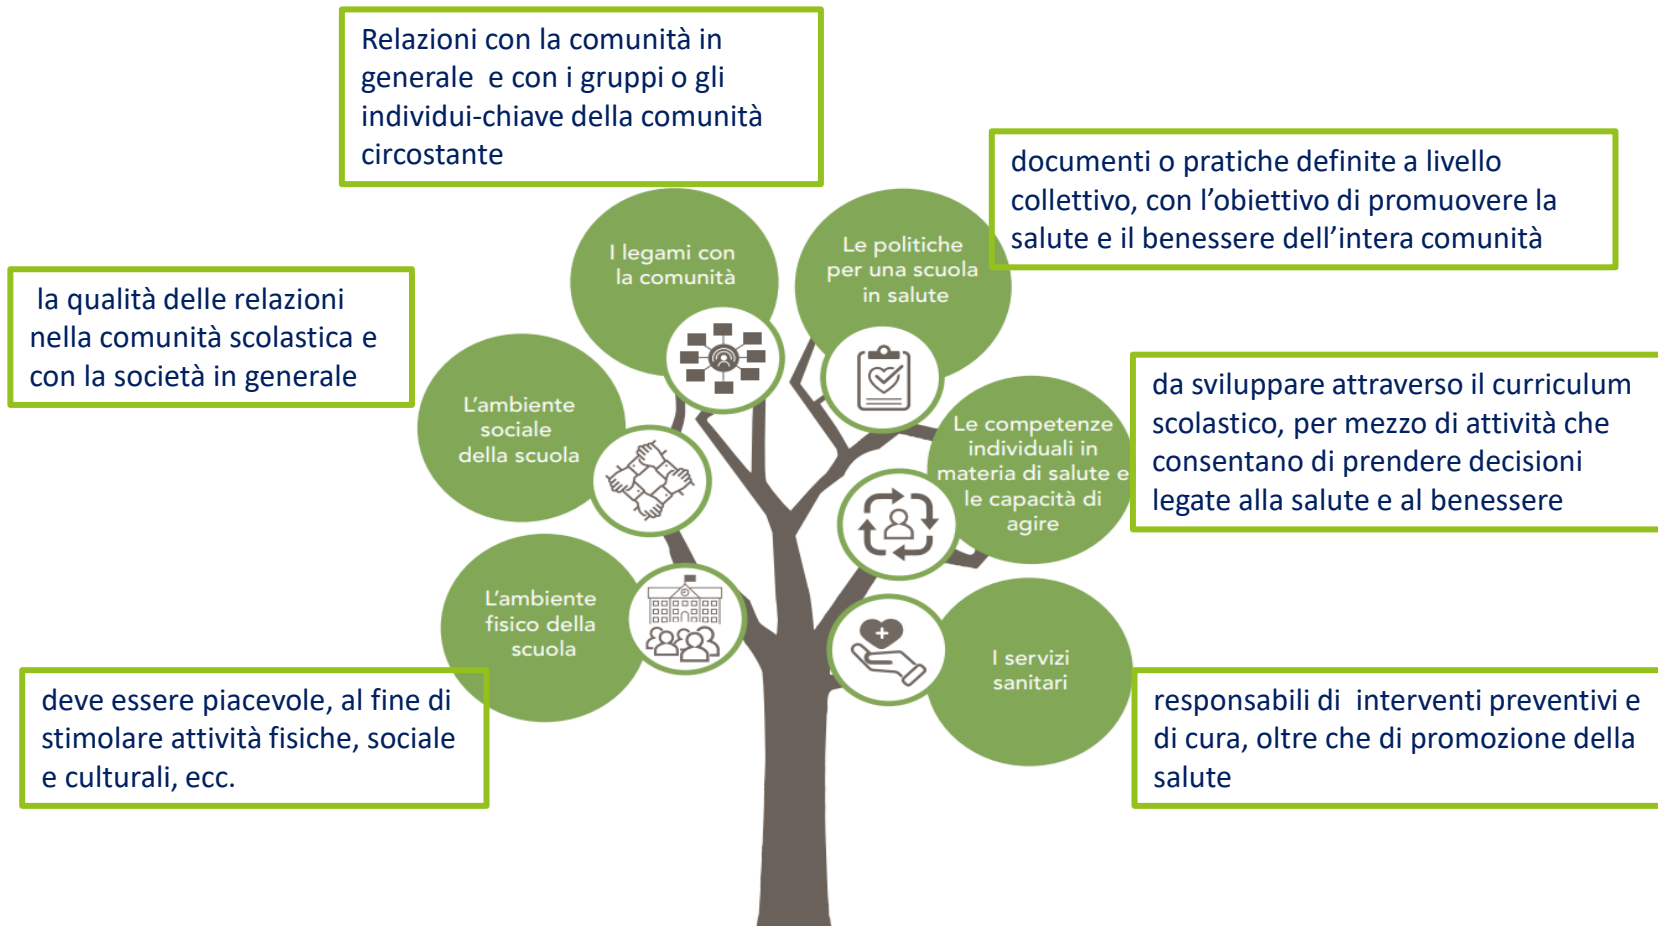 Relazioni con la comunità in
generale e con i gruppi o gli
individui-chiave della comunità
circostante
documenti o pratiche definite a livello
collettivo, con l’obiettivo di promuovere la
salute e il benessere dell’intera comunità
I legami con
la comunità
Le politiche
per una scuola
in salute
la qualità delle relazioni
nella comunità scolastica e
con la società in generale
da sviluppare attraverso il curriculum
scolastico, per mezzo di attività che
consentano di prendere decisioni
legate alla salute e al benessere
L’ambiente
sociale
della scuola
Le competenze
individuali in
materia di salute e
le capacità di
agire
L’ambiente
fisico della
scuola
I servizi
sanitari
deve essere piacevole, al fine di
stimolare attività fisiche, sociale
e culturali, ecc.
responsabili di interventi preventivi e
di cura, oltre che di promozione della
salute